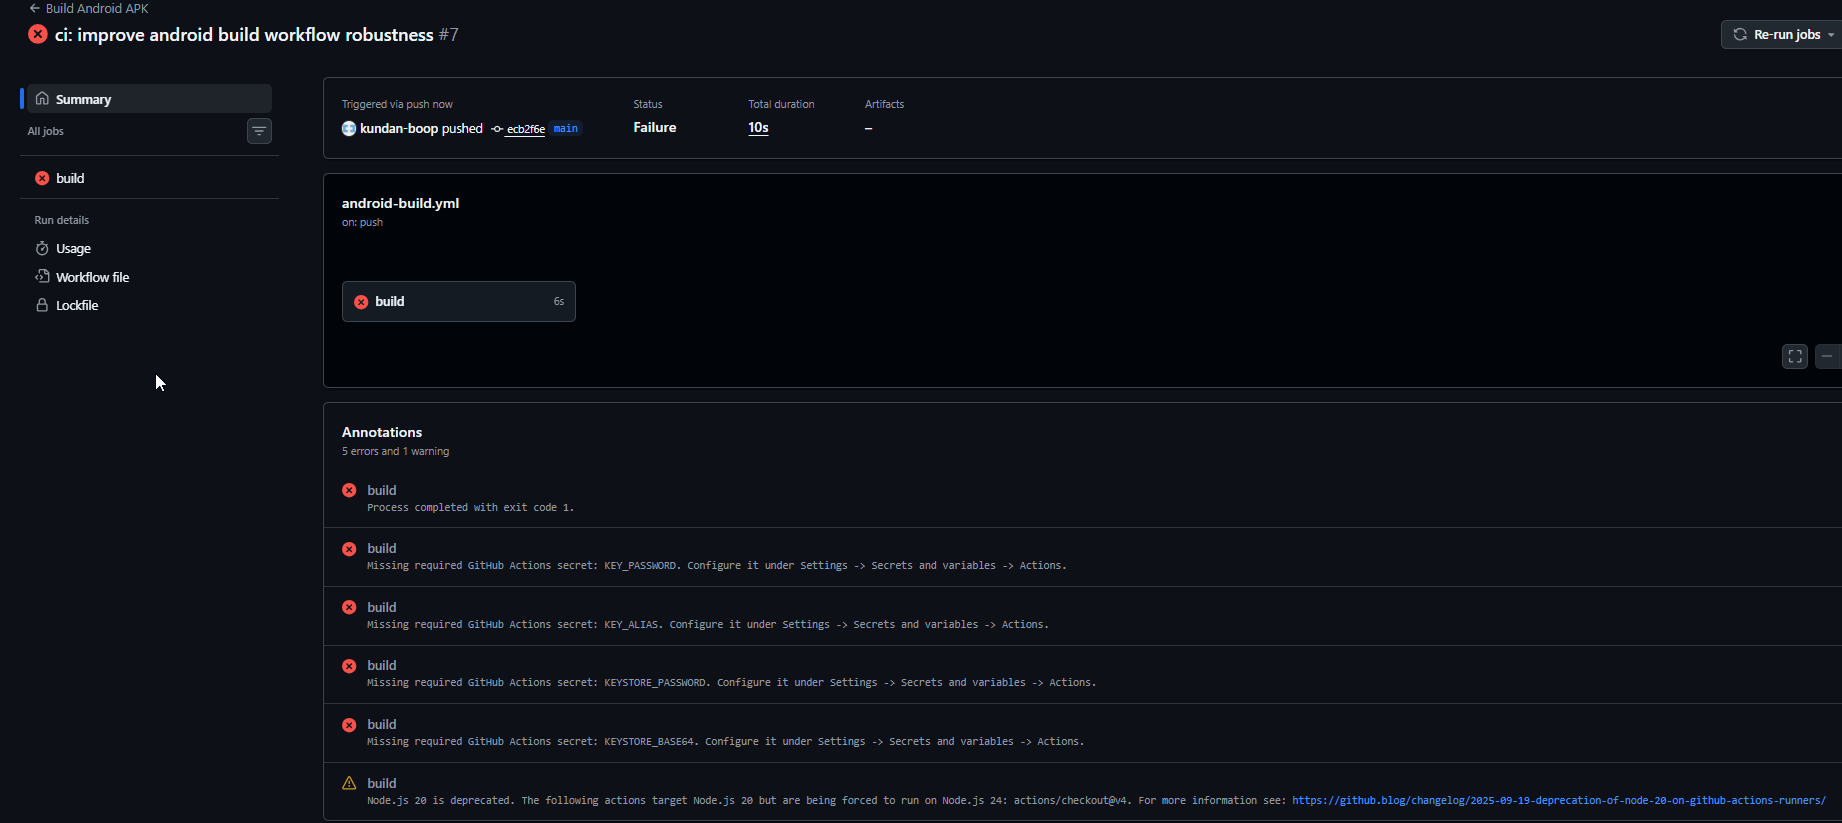 Build Android APK
ci: improve android build workflow robustness #7
Re-run jobs
Summary
All jobs
build
Run details
Usage
Workflow file
Lockfile
Triggered via push now
kundan-boop pushed ecb2f6e main
Status
Failure
Total duration
10s
Artifacts
–
android-build.yml
on: push
build 6s
Annotations
5 errors and 1 warning
build
Process completed with exit code 1.
build
Missing required GitHub Actions secret: KEY_PASSWORD. Configure it under Settings -> Secrets and variables -> Actions.
build
Missing required GitHub Actions secret: KEY_ALIAS. Configure it under Settings -> Secrets and variables -> Actions.
build
Missing required GitHub Actions secret: KEYSTORE_PASSWORD. Configure it under Settings -> Secrets and variables -> Actions.
build
Missing required GitHub Actions secret: KEYSTORE_BASE64. Configure it under Settings -> Secrets and variables -> Actions.
build
Node.js 20 is deprecated. The following actions target Node.js 20 but are being forced to run on Node.js 24: actions/checkout@v4. For more information see: https://github.blog/changelog/2025-09-19-deprecation-of-node-20-on-github-actions-runners/